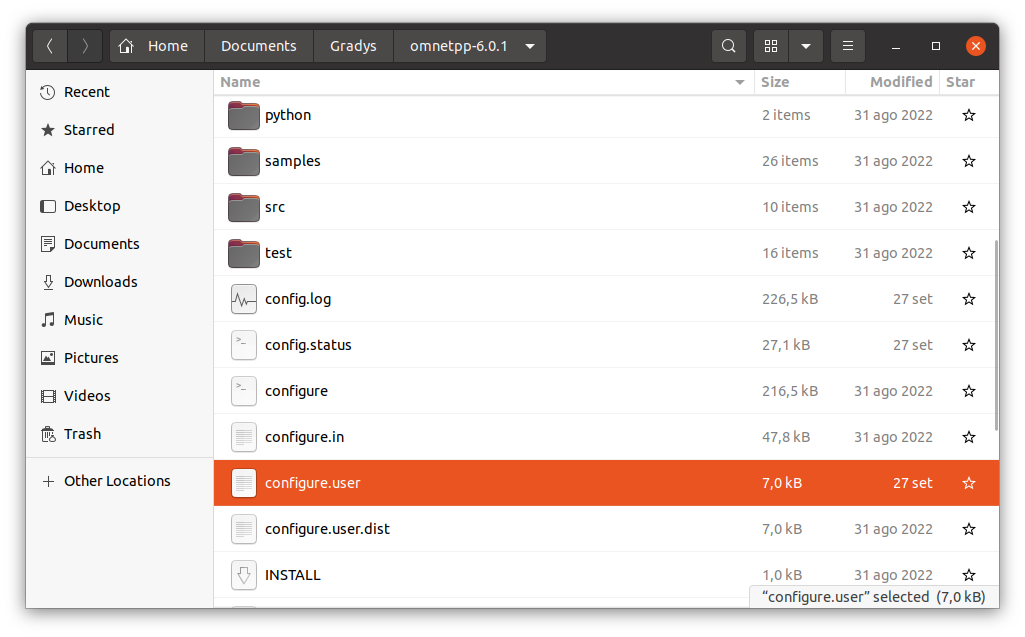 Home Documents Gradys omnetpp-6.0.1
Name Size Modified Star
Recent
Starred
Home
Desktop
Documents
Downloads
Music
Pictures
Videos
Trash
Other Locations
python 2 items 31 ago 2022
samples 26 items 31 ago 2022
src 10 items 31 ago 2022
test 16 items 31 ago 2022
config.log 226,5 kB 27 set
config.status 27,1 kB 27 set
configure 216,5 kB 31 ago 2022
configure.in 47,8 kB 31 ago 2022
configure.user 7,0 kB 27 set
configure.user.dist 7,0 kB 31 ago 2022
INSTALL 1,0 kB 31 ago 2022
“configure.user” selected (7,0 kB)